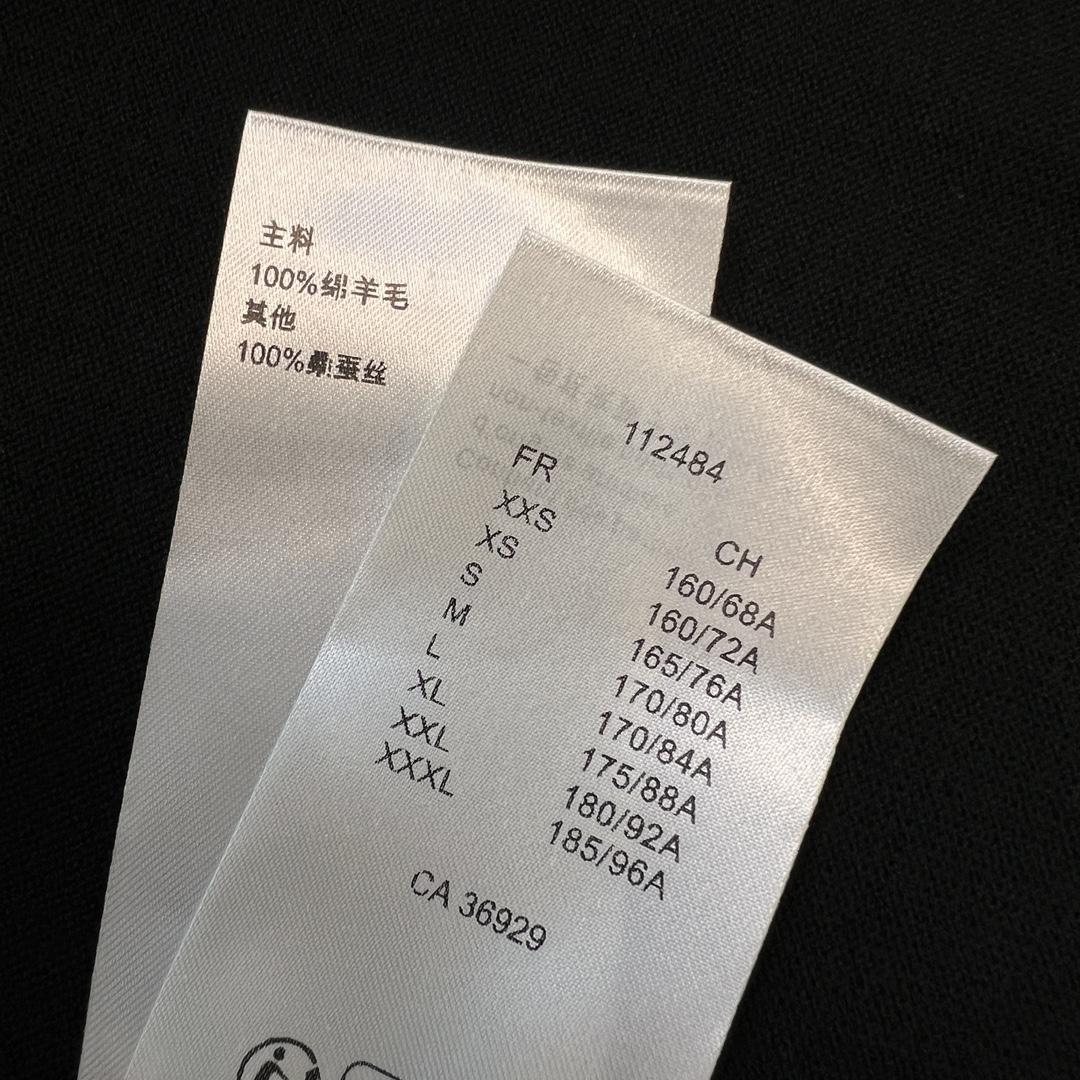 主料
100%绵羊毛
其他
100%桑蚕丝
112484
FR CH
XXS 160/68A
XS 160/72A
S 165/76A
M 170/80A
L 170/84A
XL 175/88A
XXL 180/92A
XXXL 185/96A
CA 36929